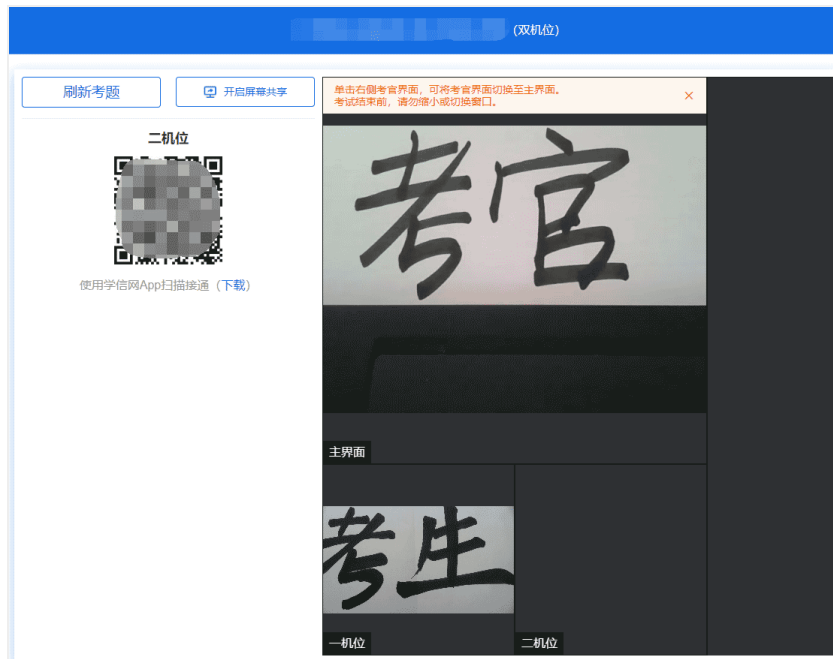 (双机位)
刷新考题
开启屏幕共享
二机位
使用学信网App扫描接通（下载）
单击右侧考官界面，可将考官界面切换至主界面。
考试结束前，请勿缩小或切换窗口。
考官
主界面
考生
一机位
二机位